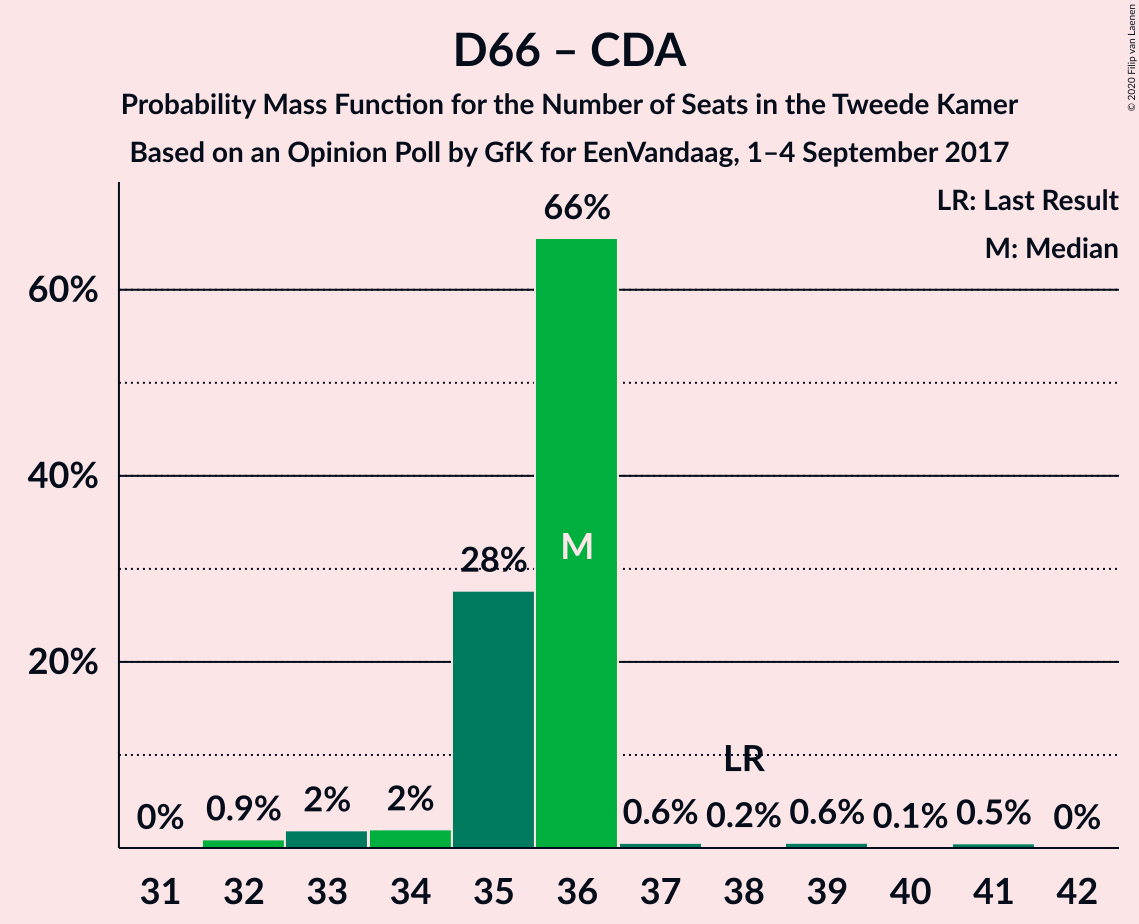 D66 – CDA
Probability Mass Function for the Number of Seats in the Tweede Kamer
Based on an Opinion Poll by GfK for EenVandaag, 1–4 September 2017
© 2020 Filip van Laenen
LR: Last Result
M: Median
60%
40%
20%
0% 0.9% 2% 2% 28% 66% 0.6% 0.2% 0.6% 0.1% 0.5% 0%
M
LR
31 32 33 34 35 36 37 38 39 40 41 42